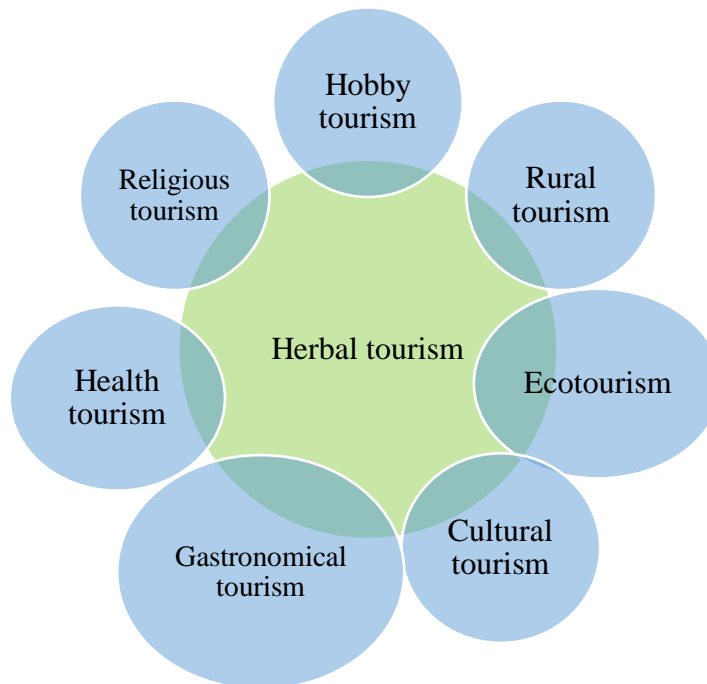 Hobby
tourism
Religious
tourism
Rural
tourism
Herbal tourism
Health
tourism
Ecotourism
Gastronomical
tourism
Cultural
tourism